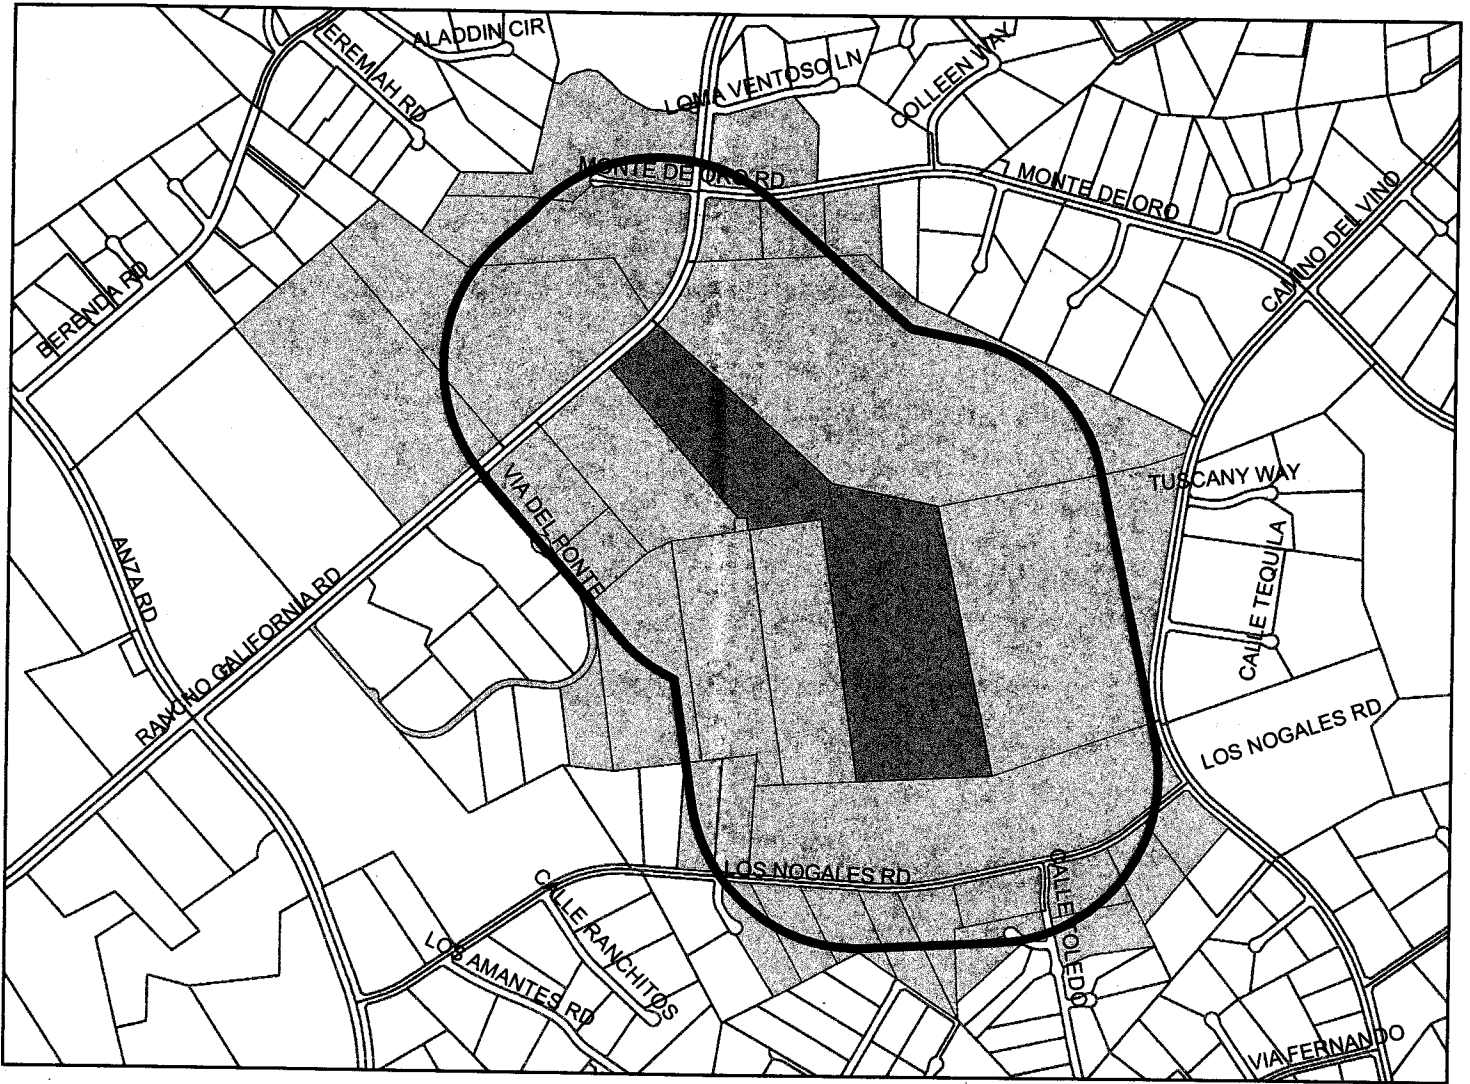 ALADDIN CIR
JEREMIAH RD
LOMA VENTOSO LN
COLLEEN WAY
MONTE DE ORO RD
MONTE DE ORO
CAMINO DEL VINO
BERENDA RD
VIA DEL PONTE
TUSCANY WAY
ANZA RD
RANCHO CALIFORNIA RD
CALLE TEQUILA
LOS NOGALES RD
LOS NOGALES RD
CALLE TOLEDO
CALLE RANCHITOS
LOS AMANTES RD
VIA FERNANDO